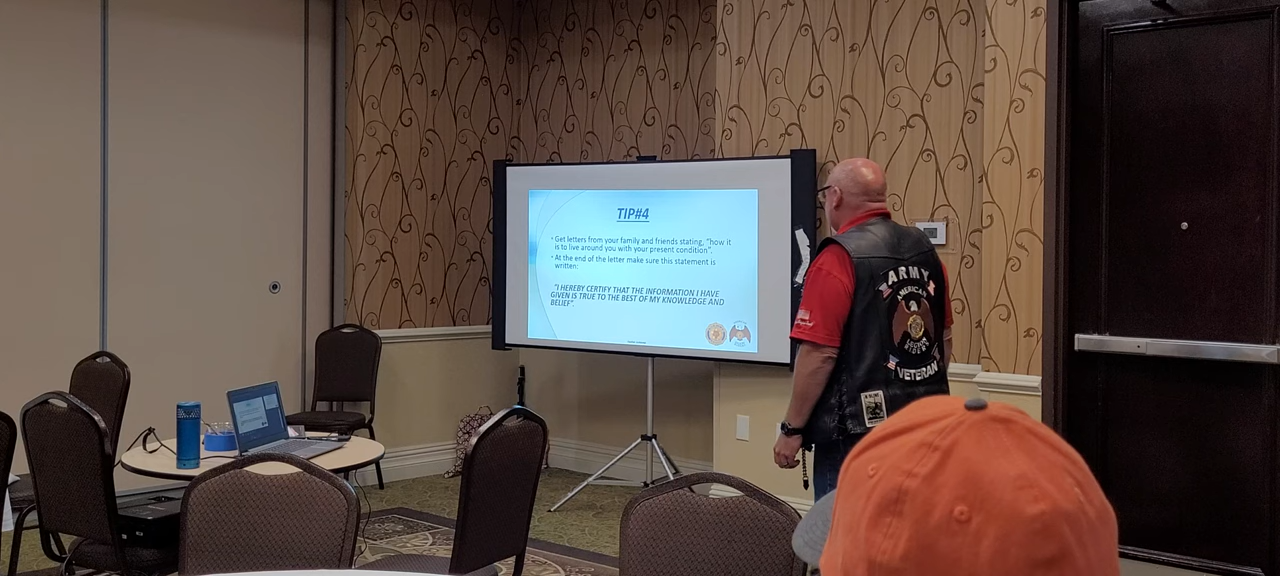 TIP#4
• Get letters from your family and friends stating, "how it
is to live around you with your present condition".
• At the end of the letter make sure this statement is
written:
"I HEREBY CERTIFY THAT THE INFORMATION I HAVE
GIVEN IS TRUE TO THE BEST OF MY KNOWLEDGE AND
BELIEF".
ARMY
AMERICAN
LEGION
RIDERS
VETERAN